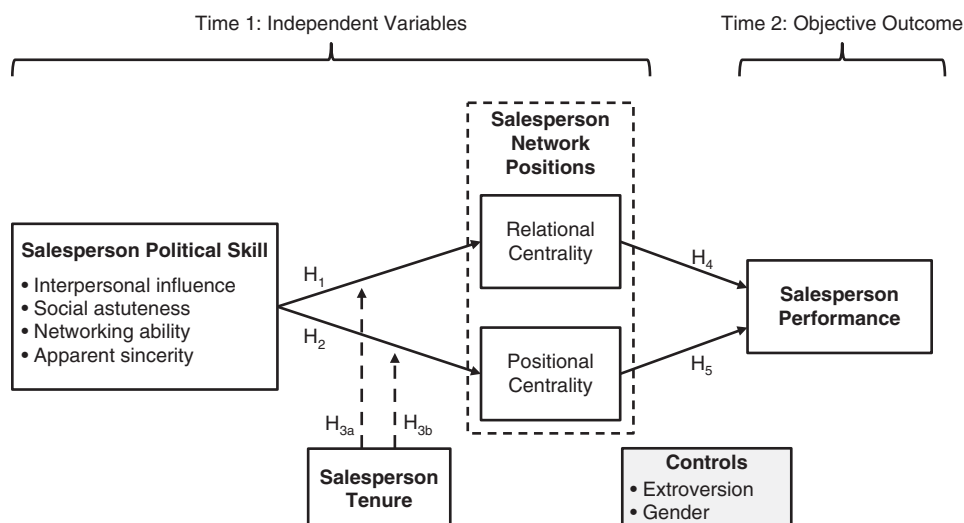 Time 1: Independent Variables
Time 2: Objective Outcome
Salesperson
Network
Positions
Relational
Centrality
Salesperson Political Skill
• Interpersonal influence
• Social astuteness
• Networking ability
• Apparent sincerity
H1
H2
H4
Salesperson
Performance
Positional
Centrality
H5
H3a
H3b
Salesperson
Tenure
Controls
• Extroversion
• Gender